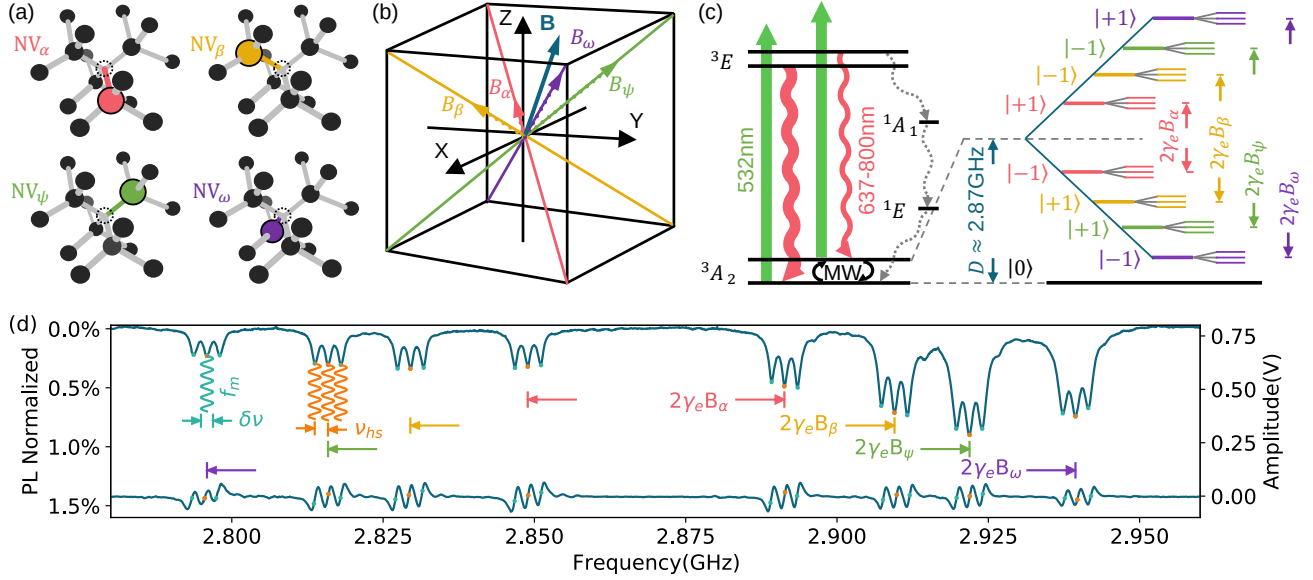 (a)
NVα
NVβ
NVψ
NVω
(b)
Z
B
Bω
Bα
Bβ
Bψ
Y
X
(c)
³E
¹A₁
¹E
³A₂
532nm
637-800nm
MW
D ≈ 2.87GHz
|0⟩
|+1⟩
|−1⟩
|−1⟩
|+1⟩
|−1⟩
|+1⟩
|+1⟩
|−1⟩
2γₑBα
2γₑBβ
2γₑBψ
2γₑBω
(d)
PL Normalized
0.0%
0.5%
1.0%
1.5%
fₘ
δν
νhs
2γₑBα
2γₑBβ
2γₑBψ
2γₑBω
0.75
0.50
0.25
0.00
Amplitude(V)
2.800 2.825 2.850 2.875 2.900 2.925 2.950
Frequency(GHz)